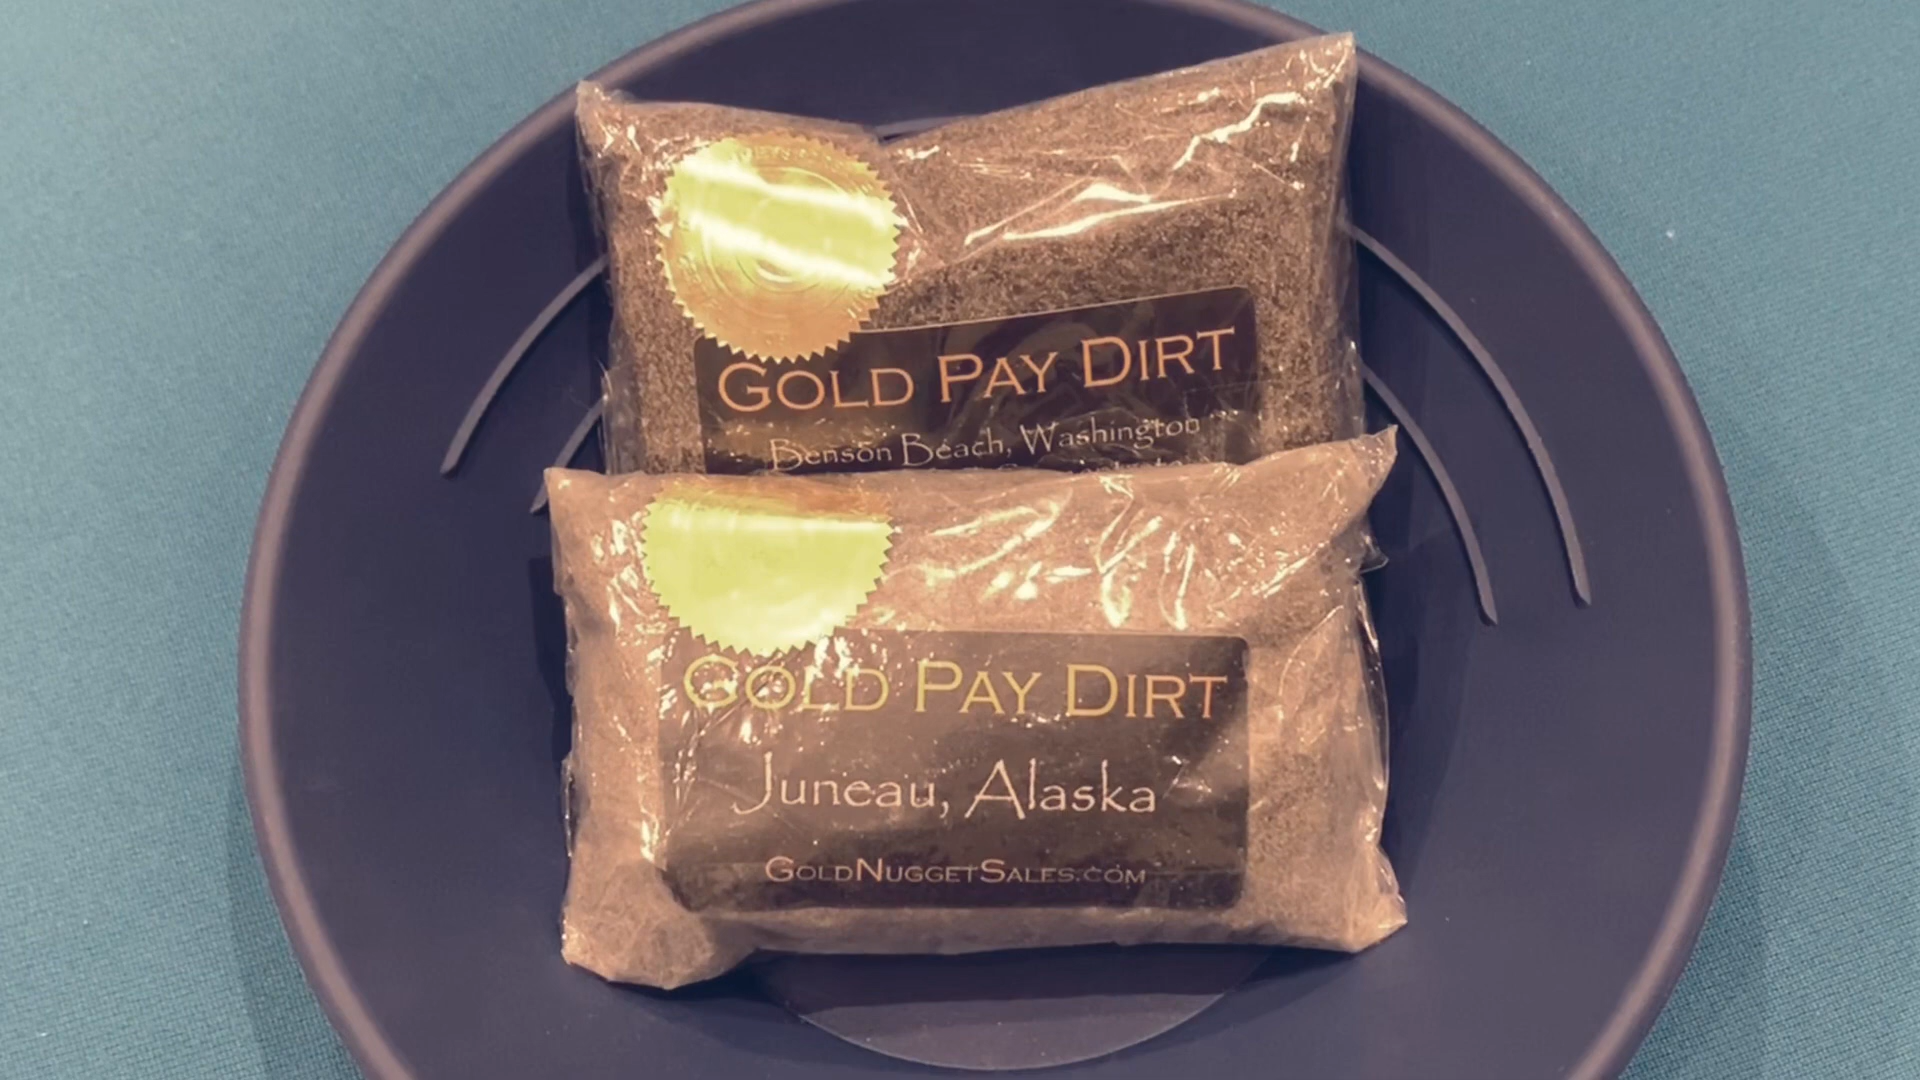 GOLD PAY DIRT
Benson Beach, Washington
GOLD PAY DIRT
Juneau, Alaska
GOLDNUGGETSALES.COM